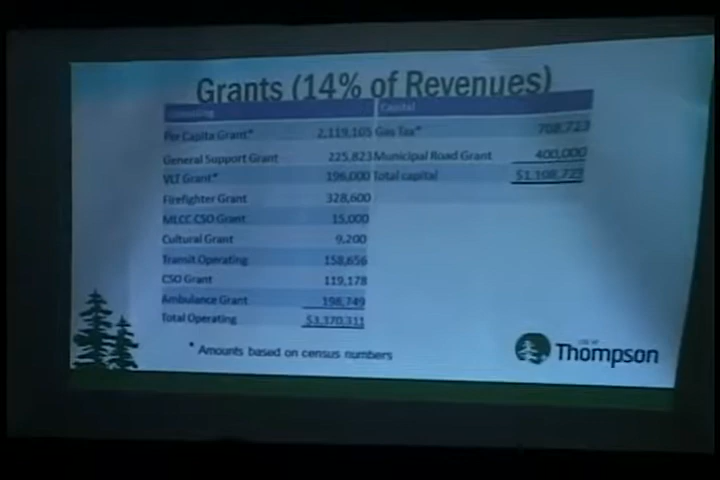 Grants (14% of Revenues)
Capital
Per Capita Grant* 2,119,105 Gas Tax* 708,723
General Support Grant 225,823 Municipal Road Grant 400,000
VLT Grant* 196,000 Total capital $1,108,723
Firefighter Grant 328,600
MLCC CSO Grant 15,000
Cultural Grant 9,200
Transit Operating 158,656
CSO Grant 119,178
Ambulance Grant 198,749
Total Operating $3,370,311
* Amounts based on census numbers
Thompson